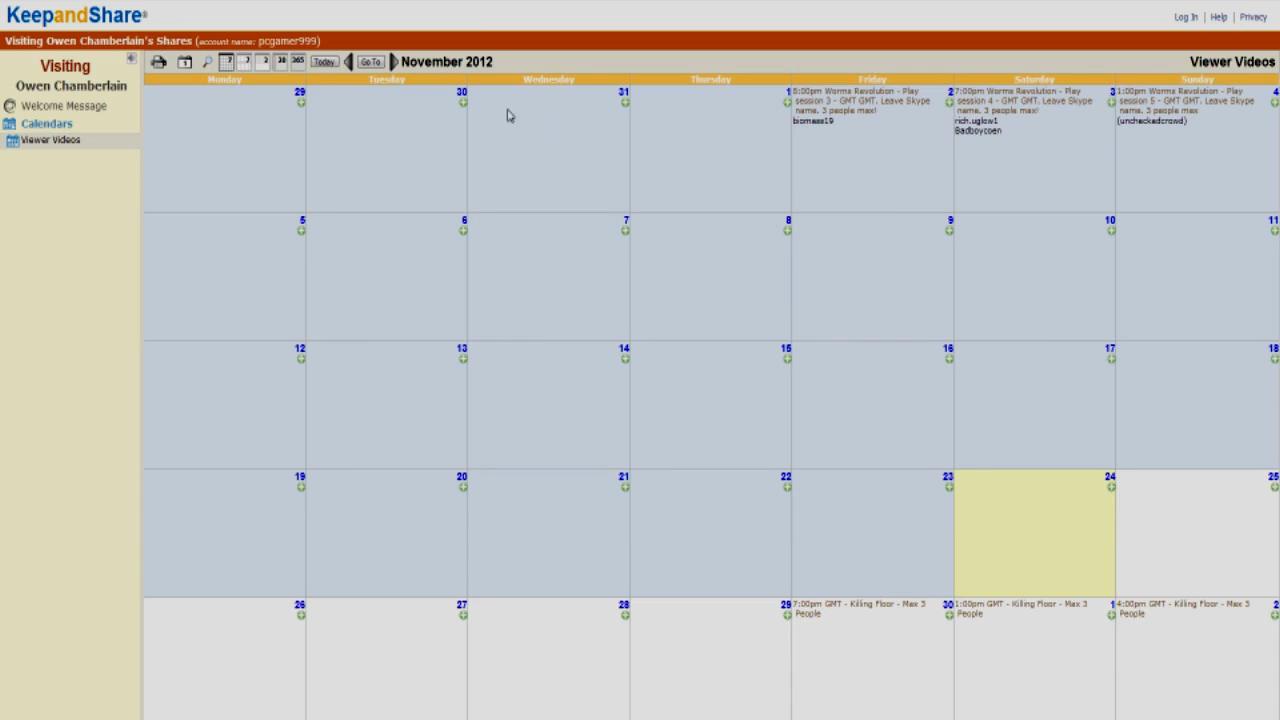 KeepandShare®
Log In | Help | Privacy
Visiting Owen Chamberlain's Shares (account name: pcgamer999)
Visiting
Owen Chamberlain
Welcome Message
Calendars
Viewer Videos
Today
Go To
November 2012
Viewer Videos
Monday Tuesday Wednesday Thursday Friday Saturday Sunday
29 30 31 1 2 3 4
6:00pm Worms Revolution - Play
session 3 - GMT GMT. Leave Skype
name. 3 people max!
biomass19
7:00pm Worms Revolution - Play
session 4 - GMT GMT. Leave Skype
name. 3 people max!
rich.uglow1
Badboycoen
1:00pm Worms Revolution - Play
session 5 - GMT GMT. Leave Skype
name. 3 people max!
(uncheckedcrowd)
5 6 7 8 9 10 11
12 13 14 15 16 17 18
19 20 21 22 23 24 25
26 27 28 29 30 1 2
7:00pm GMT - Killing Floor - Max 3
People
1:00pm GMT - Killing Floor - Max 3
People
4:00pm GMT - Killing Floor - Max 3
People